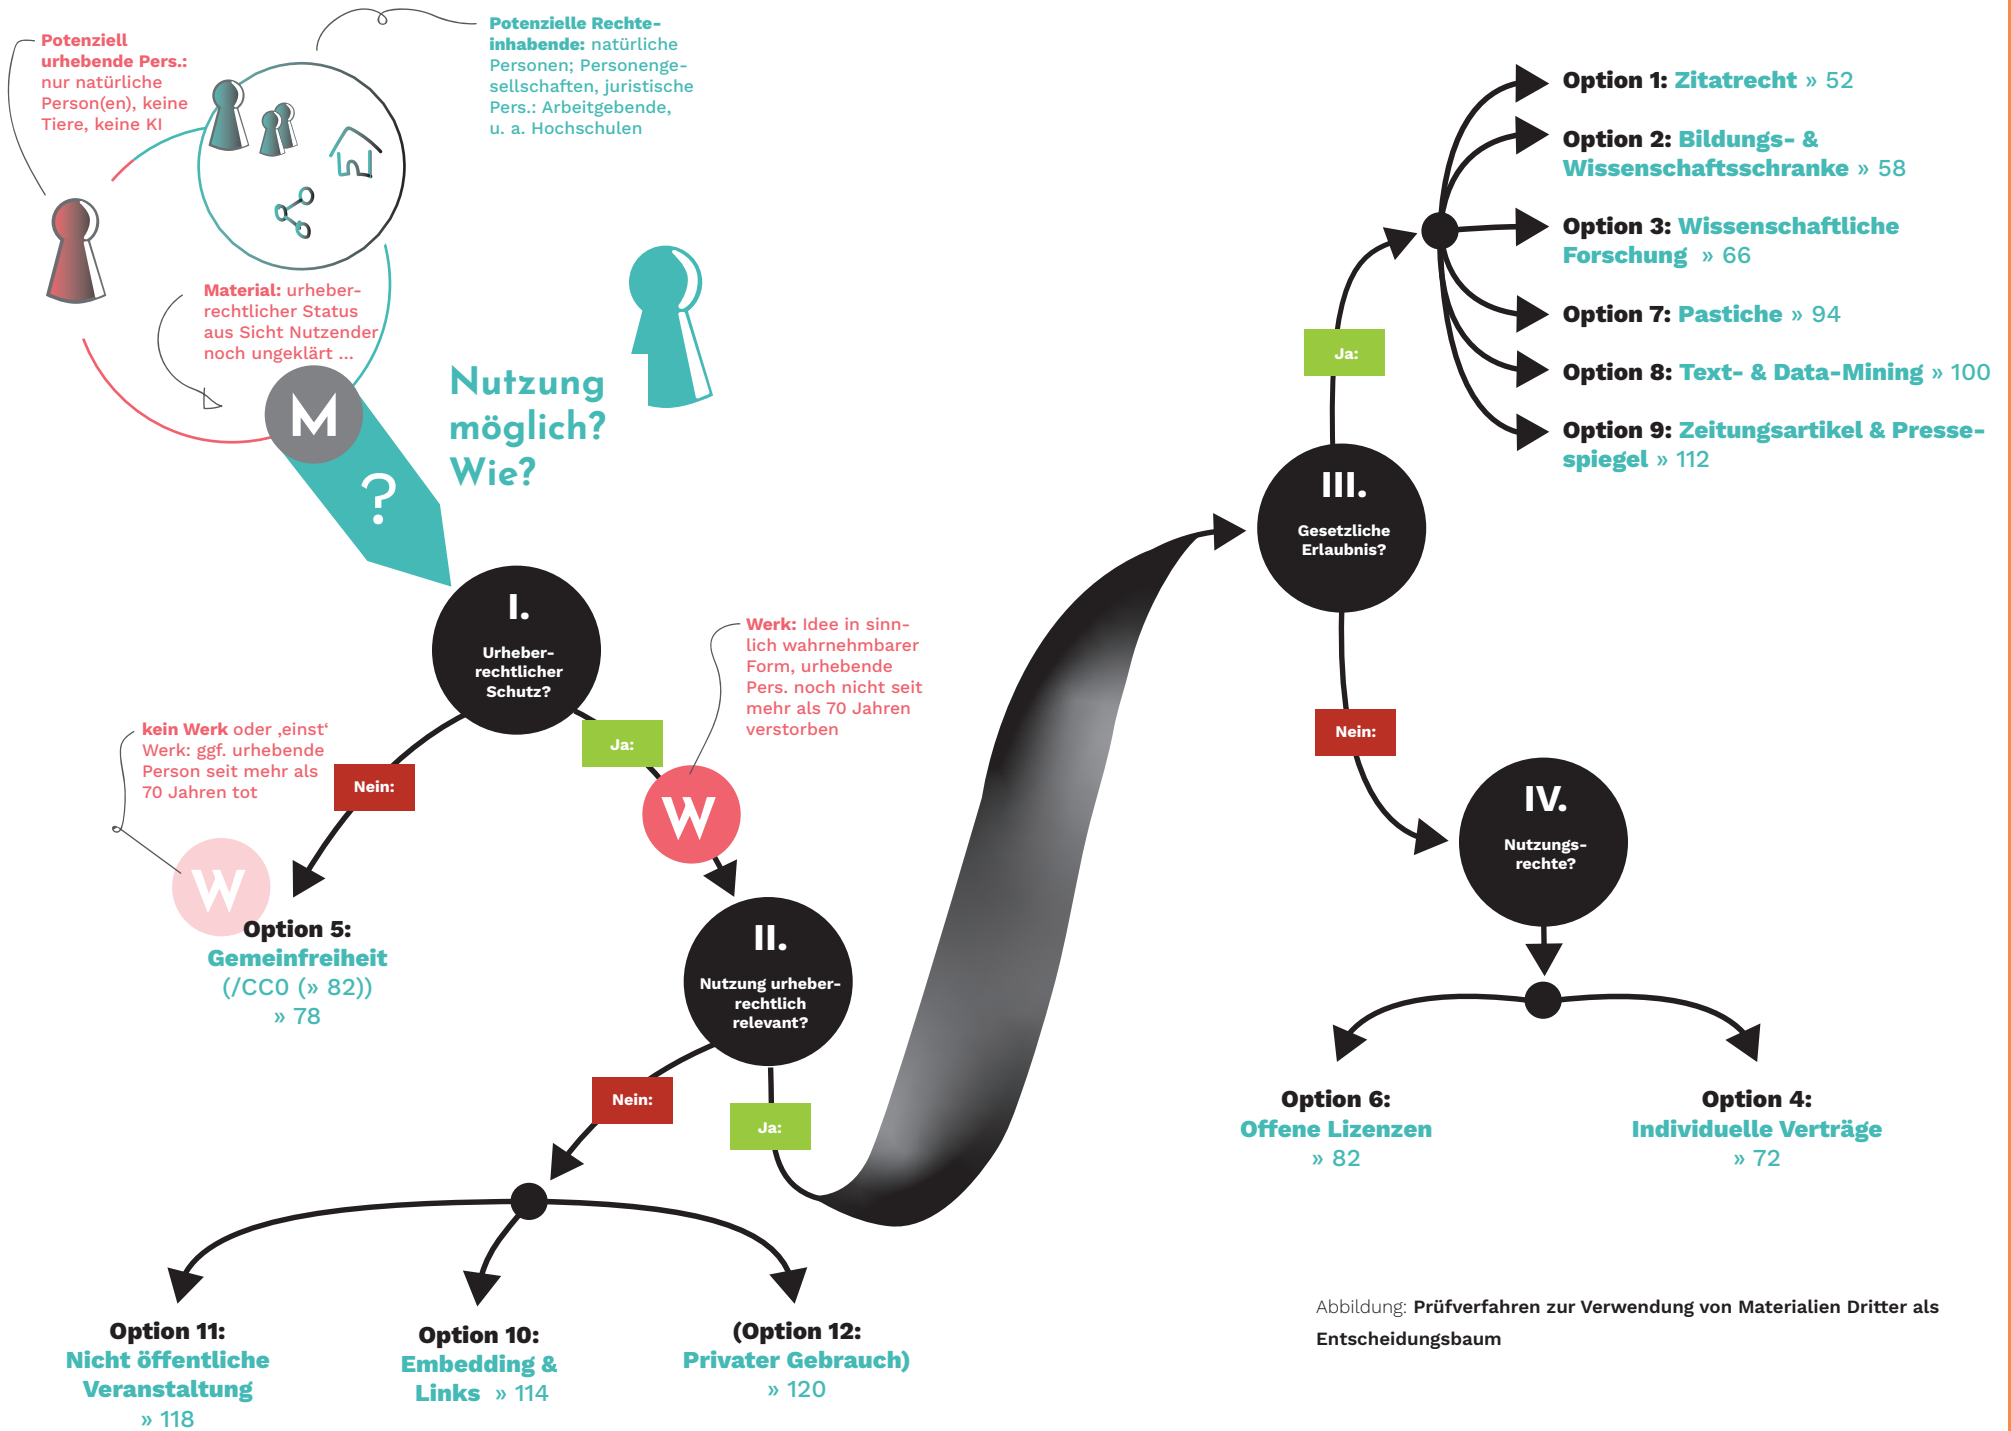 Potenziell
urhebende Pers.:
nur natürliche
Person(en), keine
Tiere, keine KI
Potenzielle Rechte-
inhabende: natürliche
Personen; Personenge-
sellschaften, juristische
Pers.: Arbeitgebende,
u. a. Hochschulen
Material: urheber-
rechtlicher Status
aus Sicht Nutzender
noch ungeklärt ...
M
?
Nutzung
möglich?
Wie?
I.
Urheber-
rechtlicher
Schutz?
kein Werk oder ‚einst‘
Werk: ggf. urhebende
Person seit mehr als
70 Jahren tot
Nein:
W
Option 5:
Gemeinfreiheit
(/CC0 (» 82))
» 78
Ja:
Werk: Idee in sinn-
lich wahrnehmbarer
Form, urhebende
Pers. noch nicht seit
mehr als 70 Jahren
verstorben
W
II.
Nutzung urheber-
rechtlich
relevant?
Nein:
Ja:
Option 11:
Nicht öffentliche
Veranstaltung
» 118
Option 10:
Embedding &
Links » 114
(Option 12:
Privater Gebrauch)
» 120
III.
Gesetzliche
Erlaubnis?
Ja:
Option 1: Zitatrecht » 52
Option 2: Bildungs- &
Wissenschaftsschranke » 58
Option 3: Wissenschaftliche
Forschung » 66
Option 7: Pastiche » 94
Option 8: Text- & Data-Mining » 100
Option 9: Zeitungsartikel & Presse-
spiegel » 112
Nein:
IV.
Nutzungs-
rechte?
Option 6:
Offene Lizenzen
» 82
Option 4:
Individuelle Verträge
» 72
Abbildung: Prüfverfahren zur Verwendung von Materialien Dritter als
Entscheidungsbaum